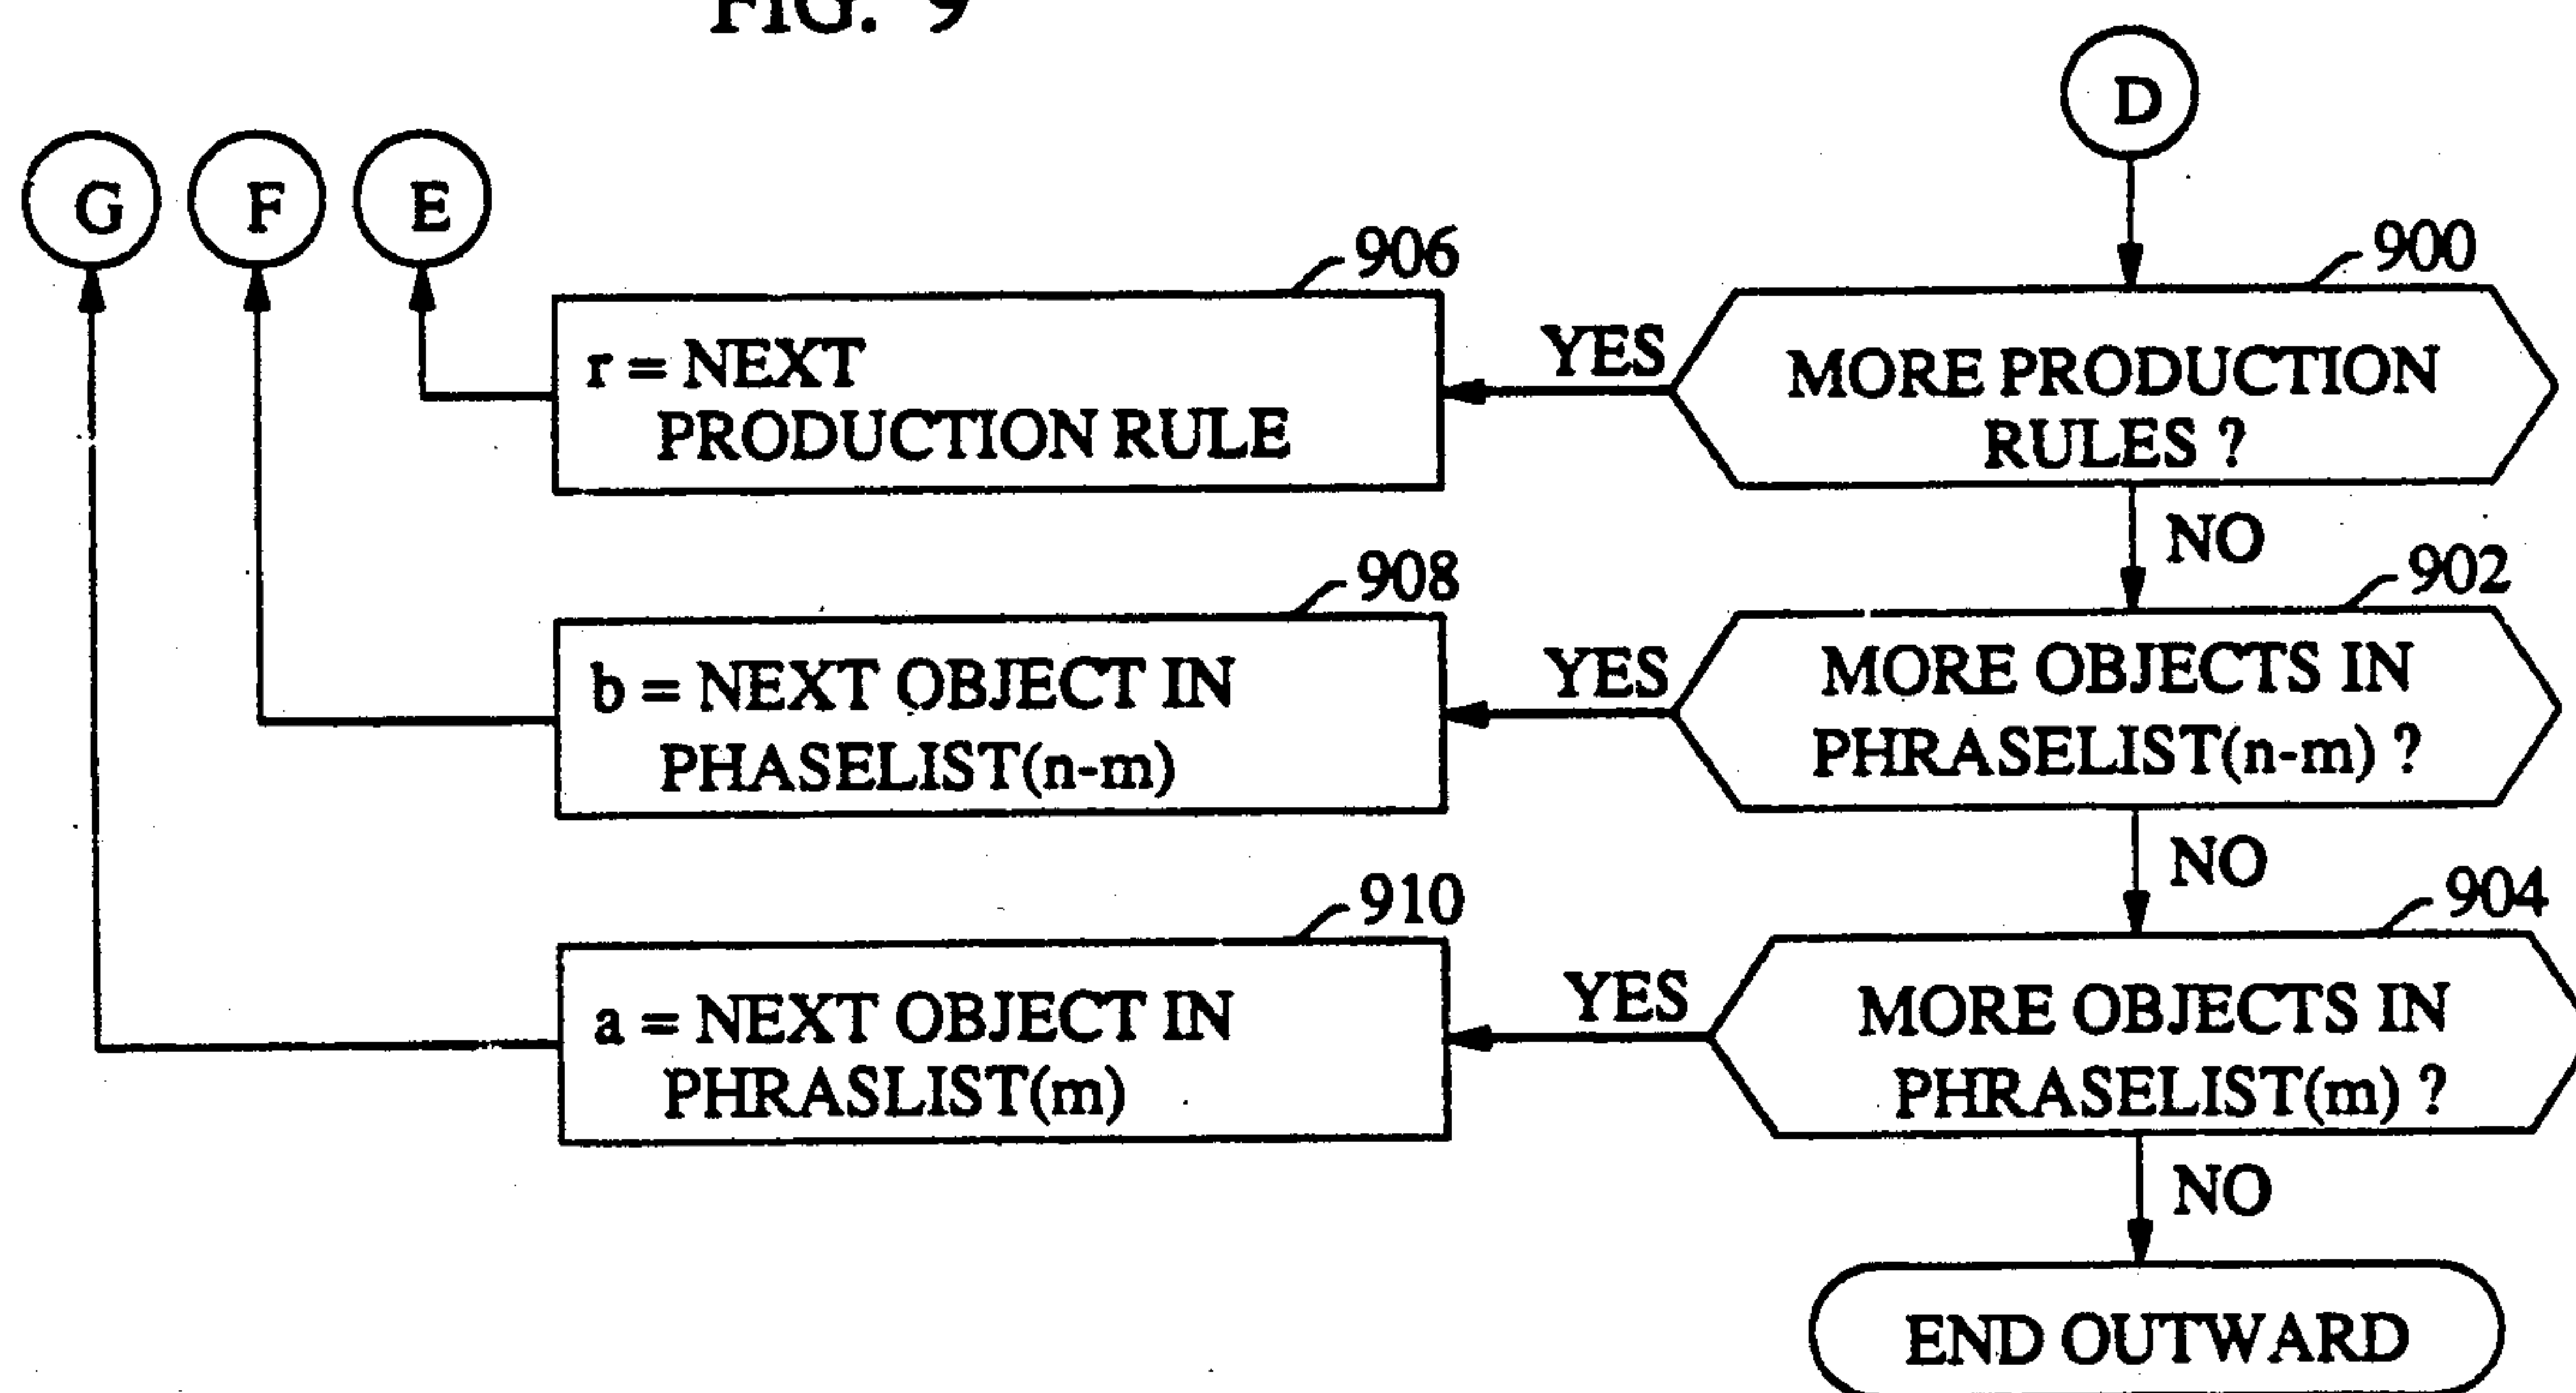 FIG. 9
D
G F E
906
900
r = NEXT
PRODUCTION RULE
YES
MORE PRODUCTION
RULES ?
NO
908
902
b = NEXT OBJECT IN
PHASELIST(n-m)
YES
MORE OBJECTS IN
PHRASELIST(n-m) ?
NO
910
904
a = NEXT OBJECT IN
PHRASLIST(m)
YES
MORE OBJECTS IN
PHRASELIST(m) ?
NO
END OUTWARD